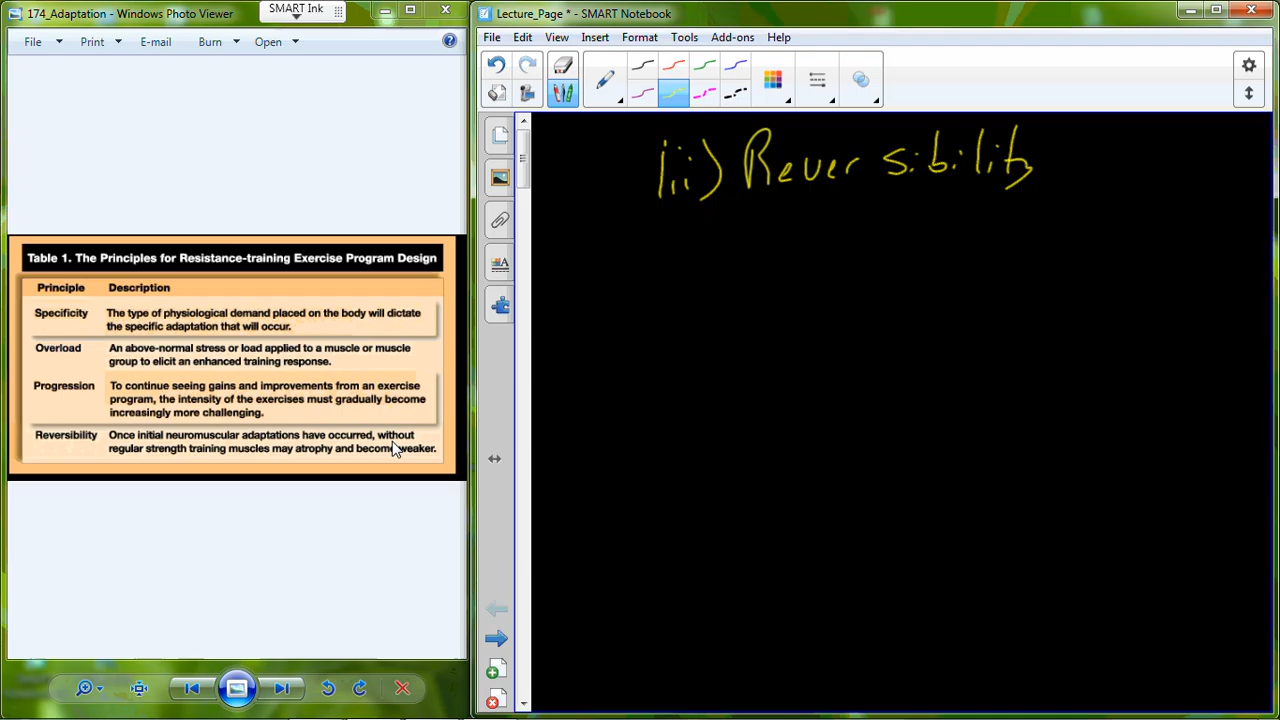 174_Adaptation - Windows Photo Viewer
SMART Ink
File Print E-mail Burn Open
Table 1. The Principles for Resistance-training Exercise Program Design
Principle Description
Specificity The type of physiological demand placed on the body will dictate
the specific adaptation that will occur.
Overload An above-normal stress or load applied to a muscle or muscle
group to elicit an enhanced training response.
Progression To continue seeing gains and improvements from an exercise
program, the intensity of the exercises must gradually become
increasingly more challenging.
Reversibility Once initial neuromuscular adaptations have occurred, without
regular strength training muscles may atrophy and become weaker.
Lecture_Page * - SMART Notebook
File Edit View Insert Format Tools Add-ons Help
iii) Reversibility